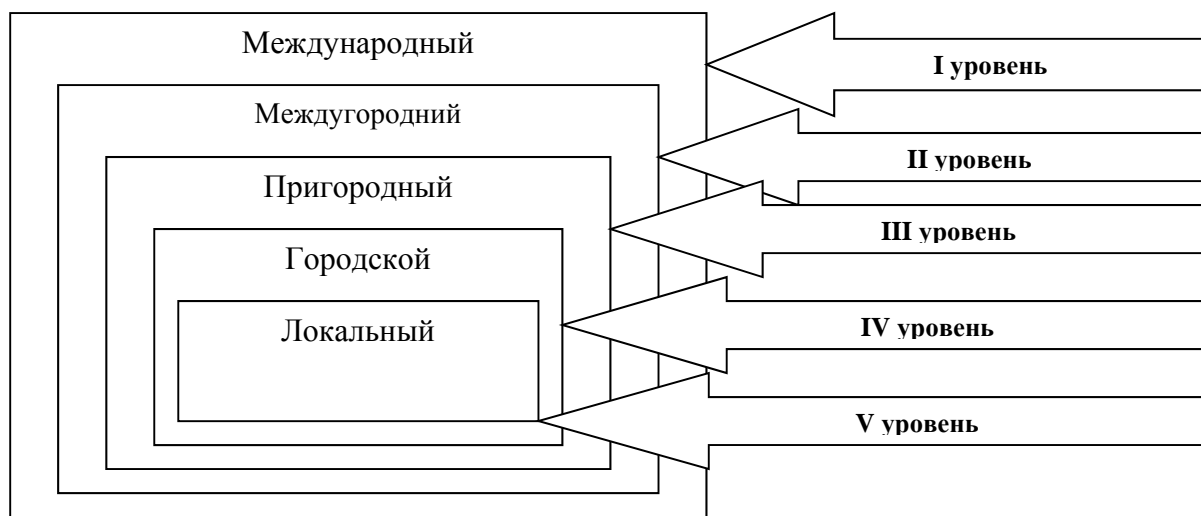 Международный
I уровень
Междугородний
II уровень
Пригородный
III уровень
Городской
IV уровень
Локальный
V уровень